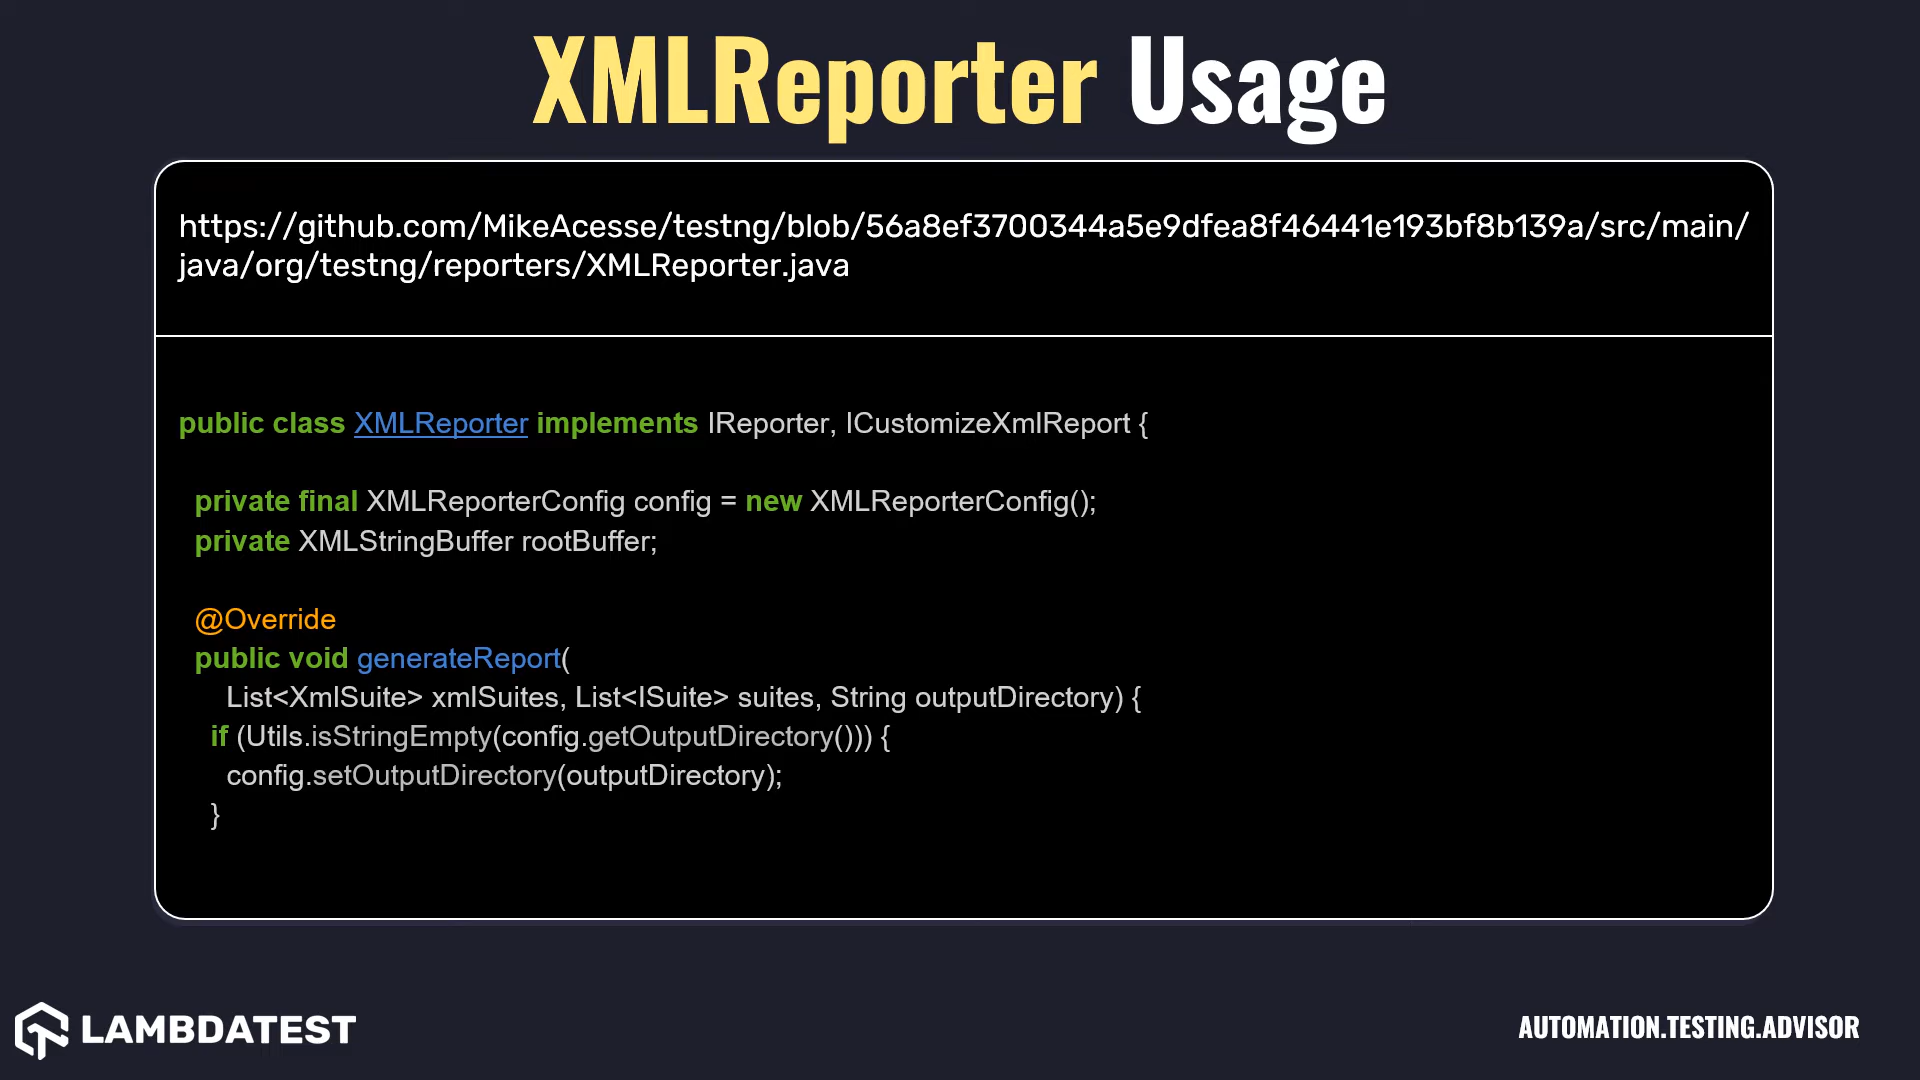 XMLReporter Usage
https://github.com/MikeAcesse/testng/blob/56a8ef3700344a5e9dfea8f46441e193bf8b139a/src/main/
java/org/testng/reporters/XMLReporter.java
public class XMLReporter implements IReporter, ICustomizeXmlReport {
private final XMLReporterConfig config = new XMLReporterConfig();
private XMLStringBuffer rootBuffer;
@Override
public void generateReport(
List<XmlSuite> xmlSuites, List<ISuite> suites, String outputDirectory) {
if (Utils.isStringEmpty(config.getOutputDirectory())) {
config.setOutputDirectory(outputDirectory);
}
LAMBDATEST
AUTOMATION.TESTING.ADVISOR